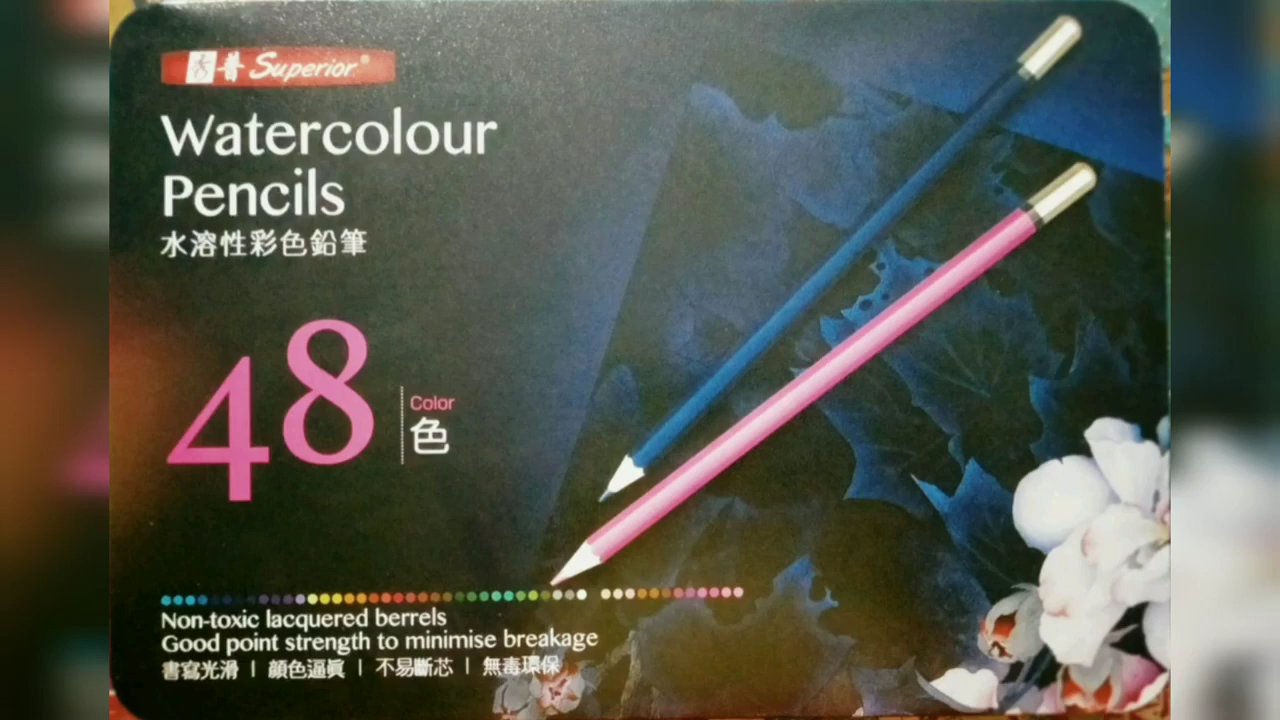 普 Superior®
Watercolour
Pencils
水溶性彩色鉛筆
48
Color
色
Non-toxic lacquered berrels
Good point strength to minimise breakage
書寫光滑 | 顏色逼眞 | 不易斷芯 | 無毒環保